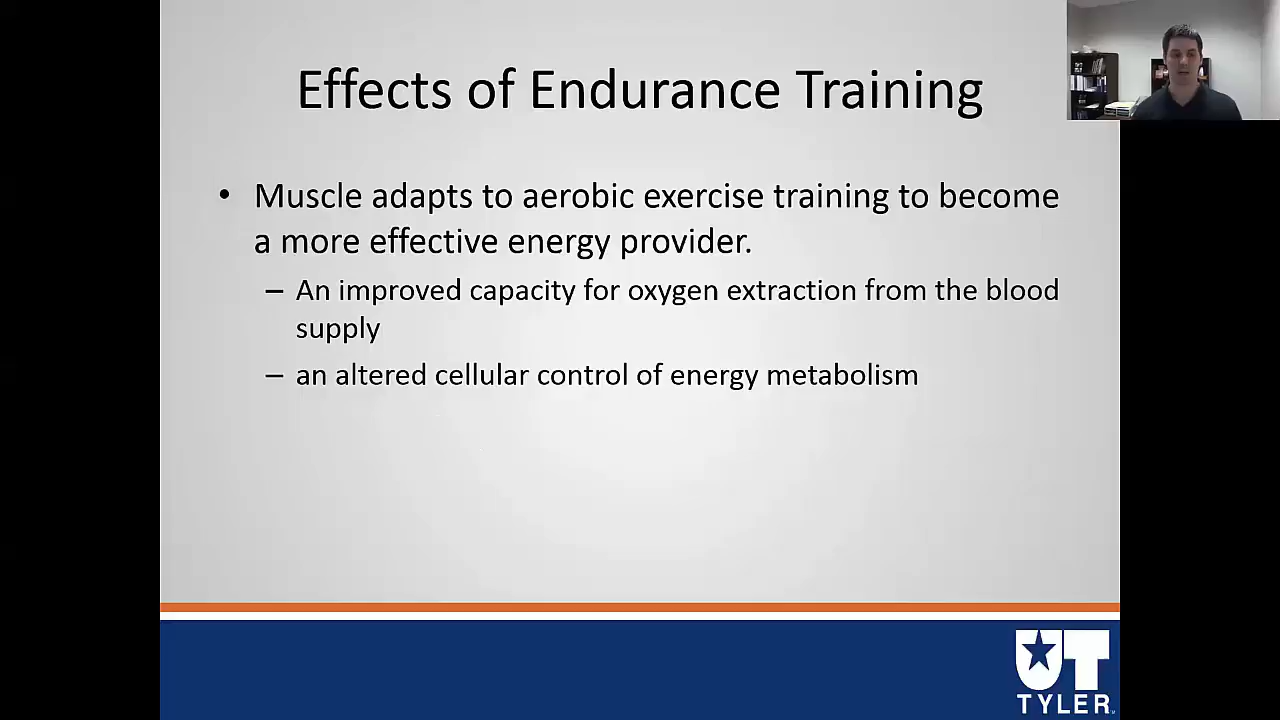 Effects of Endurance Training
• Muscle adapts to aerobic exercise training to become
a more effective energy provider.
– An improved capacity for oxygen extraction from the blood
supply
– an altered cellular control of energy metabolism
UT
TYLER